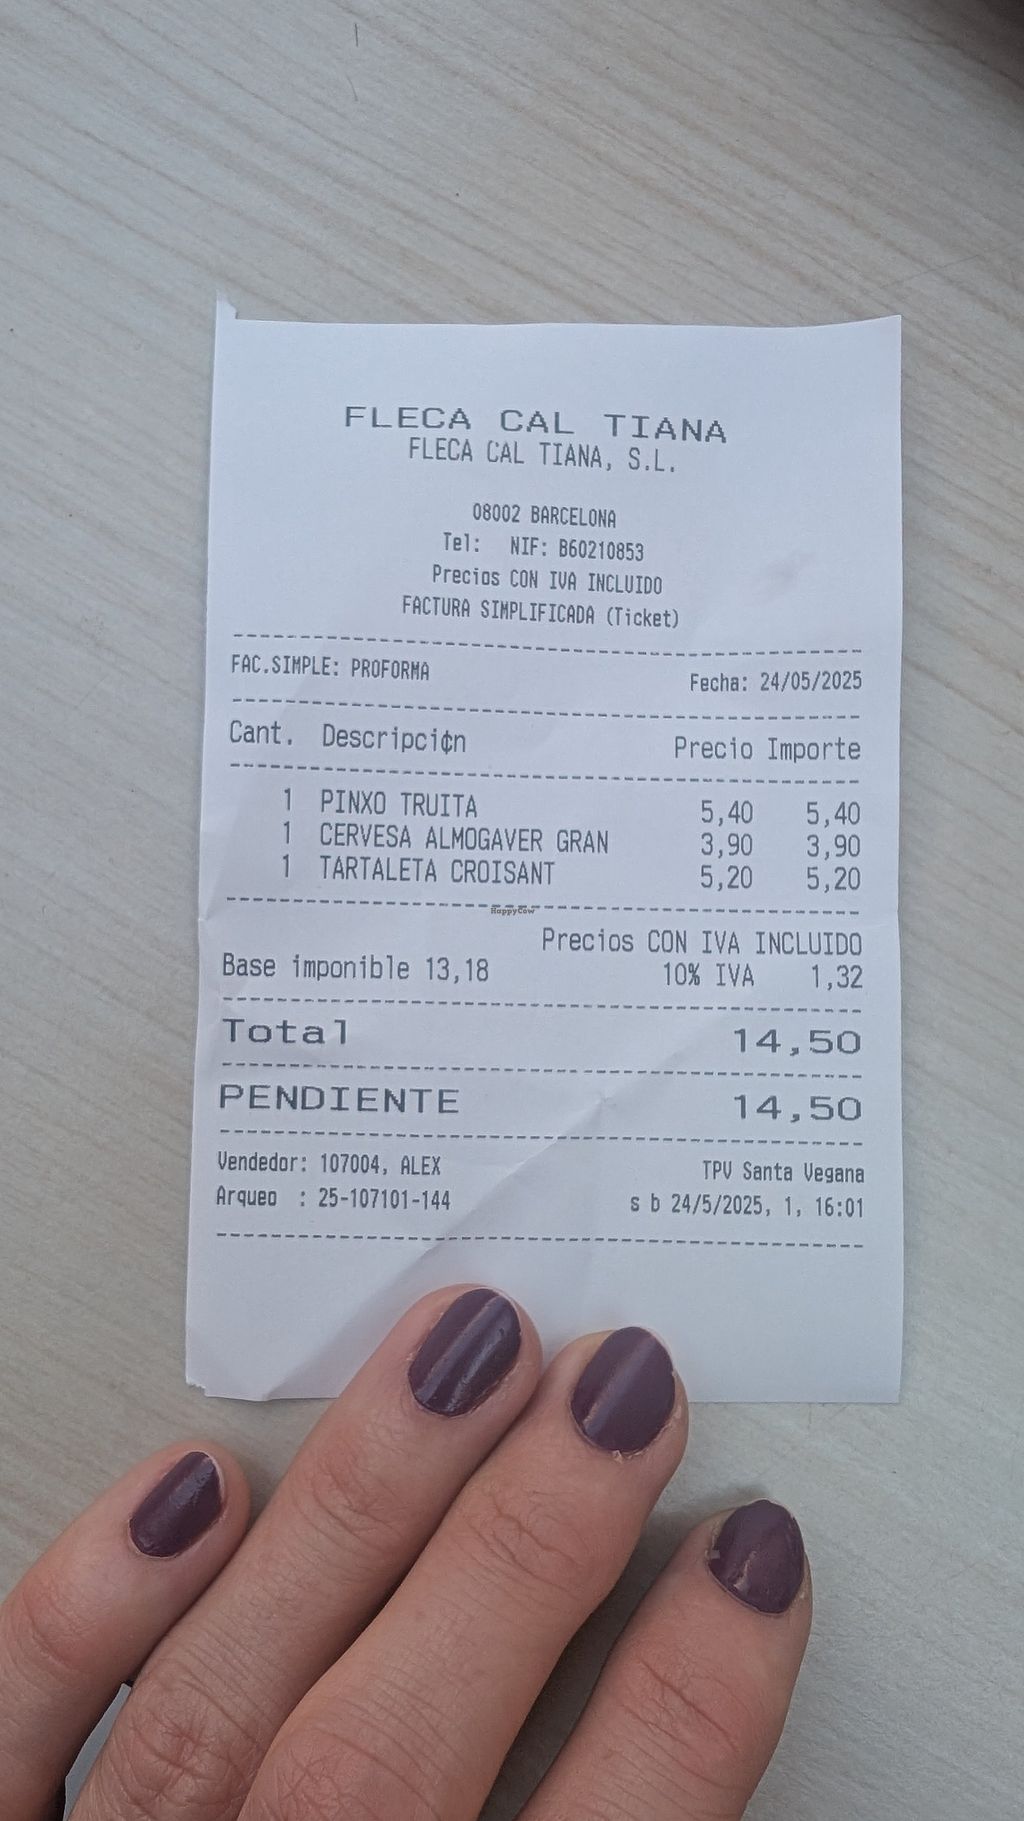 FLECA CAL TIANA
FLECA CAL TIANA, S.L.
08002 BARCELONA
Tel: NIF: B60210853
Precios CON IVA INCLUIDO
FACTURA SIMPLIFICADA (Ticket)
FAC.SIMPLE: PROFORMA Fecha: 24/05/2025
Cant. Descripci¢n Precio Importe
1 PINXO TRUITA 5,40 5,40
1 CERVESA ALMOGAVER GRAN 3,90 3,90
1 TARTALETA CROISANT 5,20 5,20
HappyCow
Precios CON IVA INCLUIDO
Base imponible 13,18 10% IVA 1,32
Total 14,50
PENDIENTE 14,50
Vendedor: 107004, ALEX TPV Santa Vegana
Arqueo : 25-107101-144 s b 24/5/2025, 1, 16:01